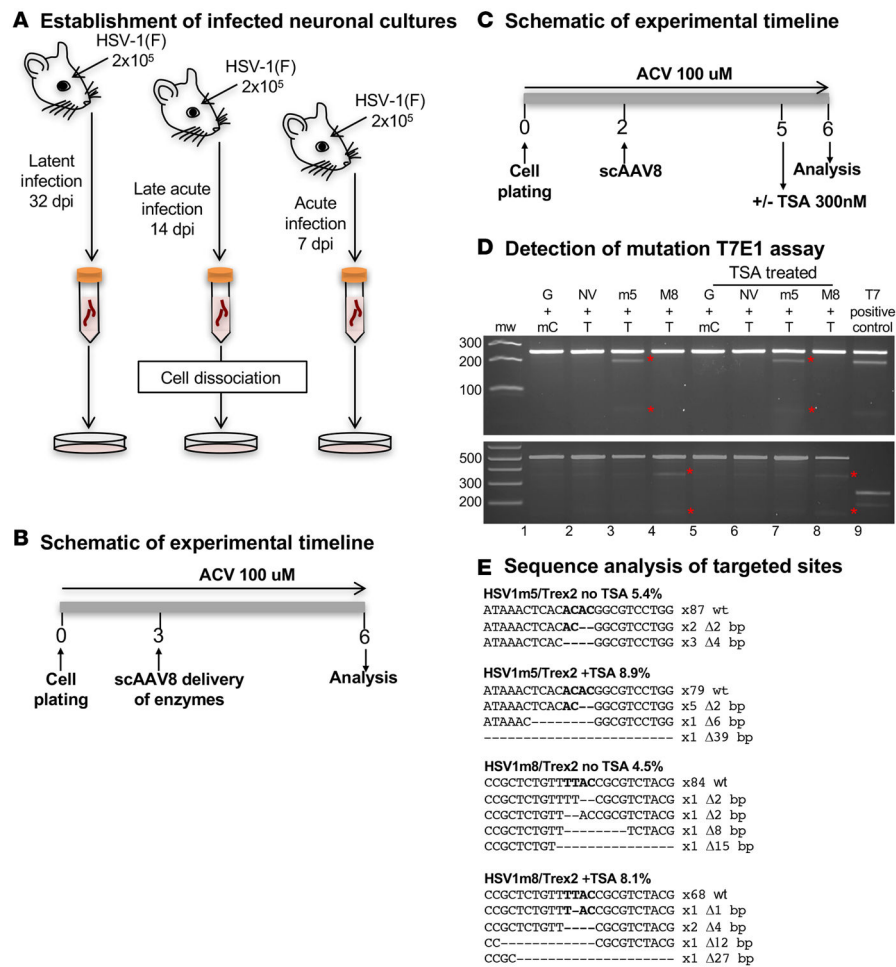 A Establishment of infected neuronal cultures
HSV-1(F)
2x10⁵
HSV-1(F)
2x10⁵
HSV-1(F)
2x10⁵
Latent
infection
32 dpi
Late acute
infection
14 dpi
Acute
infection
7 dpi
Cell dissociation
B Schematic of experimental timeline
ACV 100 uM
0 3 6
Cell
plating
scAAV8 delivery
of enzymes
Analysis
C Schematic of experimental timeline
ACV 100 uM
0 2 5 6
Cell
plating
scAAV8
Analysis
+/- TSA 300nM
D Detection of mutation T7E1 assay
TSA treated
G NV m5 M8 G NV m5 M8 T7
+ + + + + + + + positive
mw mC T T T mC T T T control
300
200
100
500
300
200
1 2 3 4 5 6 7 8 9
E Sequence analysis of targeted sites
HSV1m5/Trex2 no TSA 5.4%
ATAAACTCACACACGGCGTCCTGG x87 wt
ATAAACTCACAC--GGCGTCCTGG x2 Δ2 bp
ATAAACTCAC----GGCGTCCTGG x3 Δ4 bp
HSV1m5/Trex2 +TSA 8.9%
ATAAACTCACACACGGCGTCCTGG x79 wt
ATAAACTCACAC--GGCGTCCTGG x5 Δ2 bp
ATAAAC--------GGCGTCCTGG x1 Δ6 bp
------------------------ x1 Δ39 bp
HSV1m8/Trex2 no TSA 4.5%
CCGCTCTGTTTTACCGCGTCTACG x84 wt
CCGCTCTGTTTT--CGCGTCTACG x1 Δ2 bp
CCGCTCTGTT--ACCGCGTCTACG x1 Δ2 bp
CCGCTCTGTT--------TCTACG x1 Δ8 bp
CCGCTCTGT--------------- x1 Δ15 bp
HSV1m8/Trex2 +TSA 8.1%
CCGCTCTGTTTTACCGCGTCTACG x68 wt
CCGCTCTGTTT-ACCGCGTCTACG x1 Δ1 bp
CCGCTCTGTT----CGCGTCTACG x2 Δ4 bp
CC------------CGCGTCTACG x1 Δ12 bp
CCGC-------------------- x1 Δ27 bp